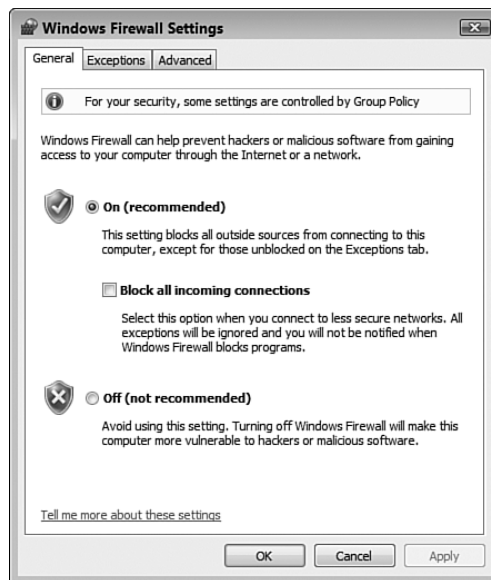 Windows Firewall Settings
General Exceptions Advanced
For your security, some settings are controlled by Group Policy
Windows Firewall can help prevent hackers or malicious software from gaining
access to your computer through the Internet or a network.
On (recommended)
This setting blocks all outside sources from connecting to this
computer, except for those unblocked on the Exceptions tab.
Block all incoming connections
Select this option when you connect to less secure networks. All
exceptions will be ignored and you will not be notified when
Windows Firewall blocks programs.
Off (not recommended)
Avoid using this setting. Turning off Windows Firewall will make this
computer more vulnerable to hackers or malicious software.
Tell me more about these settings
OK Cancel Apply